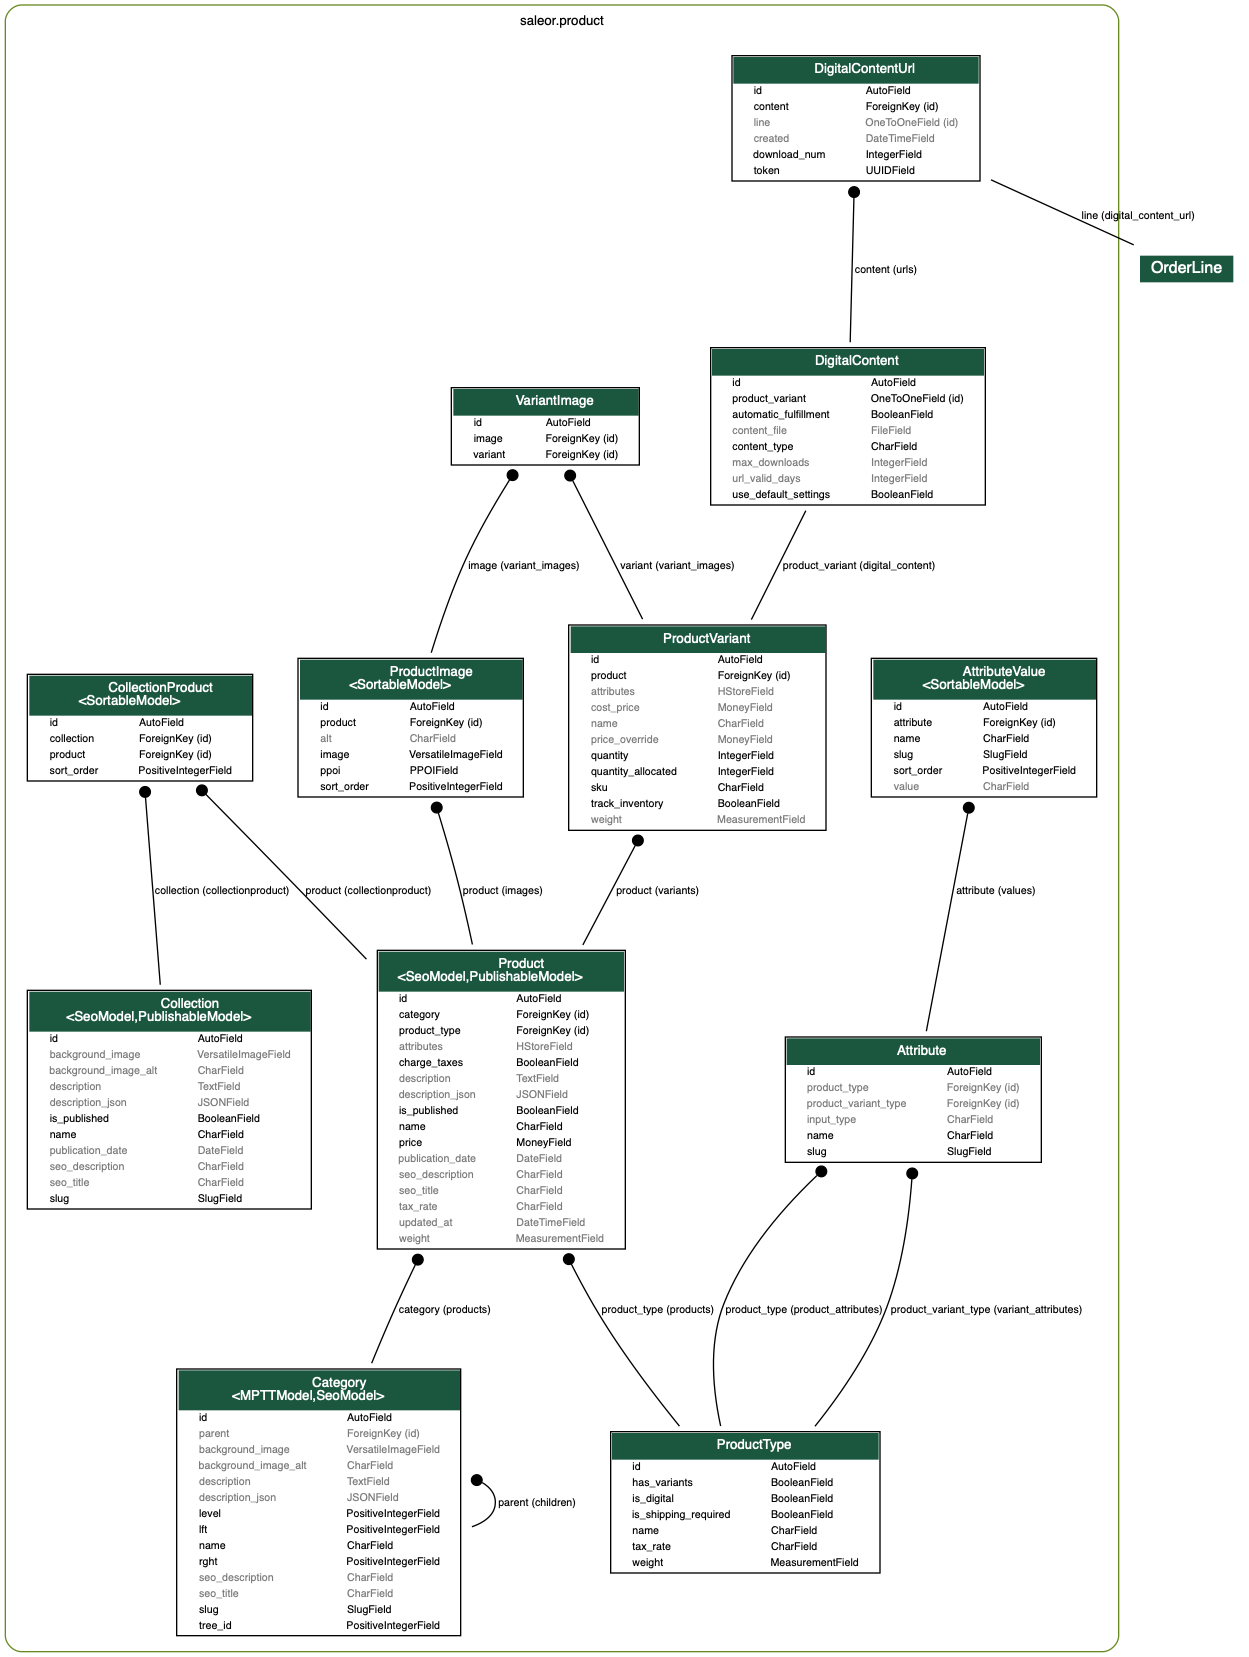 saleor.product
DigitalContentUrl
id AutoField
content ForeignKey (id)
line OneToOneField (id)
created DateTimeField
download_num IntegerField
token UUIDField
line (digital_content_url)
OrderLine
content (urls)
DigitalContent
id AutoField
product_variant OneToOneField (id)
automatic_fulfillment BooleanField
content_file FileField
content_type CharField
max_downloads IntegerField
url_valid_days IntegerField
use_default_settings BooleanField
VariantImage
id AutoField
image ForeignKey (id)
variant ForeignKey (id)
image (variant_images)
variant (variant_images)
product_variant (digital_content)
CollectionProduct
<SortableModel>
id AutoField
collection ForeignKey (id)
product ForeignKey (id)
sort_order PositiveIntegerField
ProductImage
<SortableModel>
id AutoField
product ForeignKey (id)
alt CharField
image VersatileImageField
ppoi PPOIField
sort_order PositiveIntegerField
ProductVariant
id AutoField
product ForeignKey (id)
attributes HStoreField
cost_price MoneyField
name CharField
price_override MoneyField
quantity IntegerField
quantity_allocated IntegerField
sku CharField
track_inventory BooleanField
weight MeasurementField
AttributeValue
<SortableModel>
id AutoField
attribute ForeignKey (id)
name CharField
slug SlugField
sort_order PositiveIntegerField
value CharField
collection (collectionproduct)
product (collectionproduct)
product (images)
product (variants)
attribute (values)
Collection
<SeoModel,PublishableModel>
id AutoField
background_image VersatileImageField
background_image_alt CharField
description TextField
description_json JSONField
is_published BooleanField
name CharField
publication_date DateField
seo_description CharField
seo_title CharField
slug SlugField
Product
<SeoModel,PublishableModel>
id AutoField
category ForeignKey (id)
product_type ForeignKey (id)
attributes HStoreField
charge_taxes BooleanField
description TextField
description_json JSONField
is_published BooleanField
name CharField
price MoneyField
publication_date DateField
seo_description CharField
seo_title CharField
tax_rate CharField
updated_at DateTimeField
weight MeasurementField
Attribute
id AutoField
product_type ForeignKey (id)
product_variant_type ForeignKey (id)
input_type CharField
name CharField
slug SlugField
category (products)
product_type (products)
product_type (product_attributes)
product_variant_type (variant_attributes)
Category
<MPTTModel,SeoModel>
id AutoField
parent ForeignKey (id)
background_image VersatileImageField
background_image_alt CharField
description TextField
description_json JSONField
level PositiveIntegerField
lft PositiveIntegerField
name CharField
rght PositiveIntegerField
seo_description CharField
seo_title CharField
slug SlugField
tree_id PositiveIntegerField
parent (children)
ProductType
id AutoField
has_variants BooleanField
is_digital BooleanField
is_shipping_required BooleanField
name CharField
tax_rate CharField
weight MeasurementField